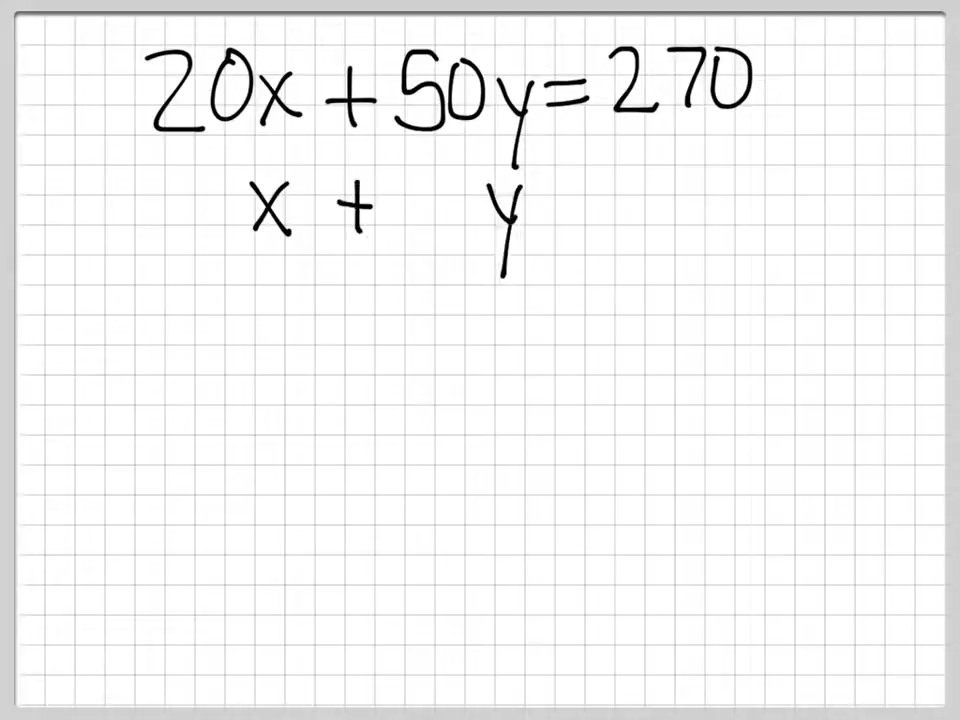 20x + 50y = 270
x + y